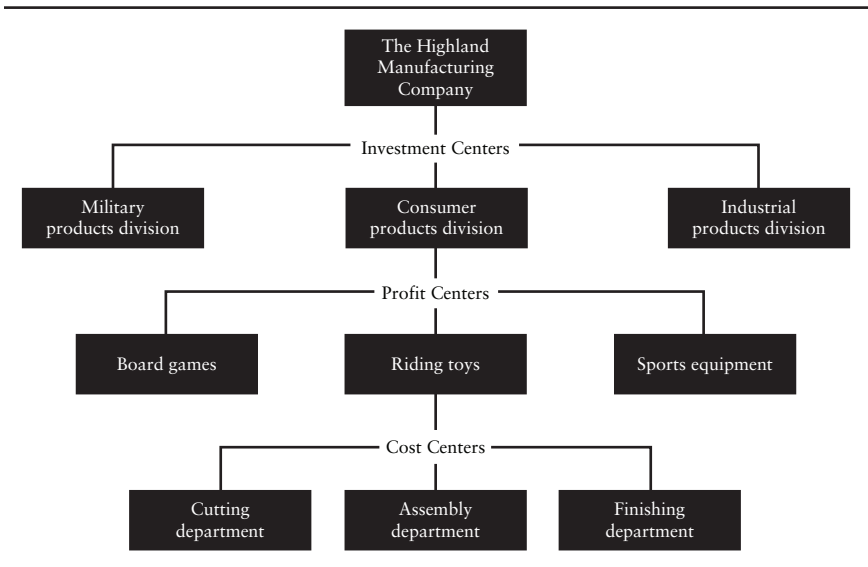 The Highland
Manufacturing
Company
Investment Centers
Military
products division
Consumer
products division
Industrial
products division
Profit Centers
Board games
Riding toys
Sports equipment
Cost Centers
Cutting
department
Assembly
department
Finishing
department